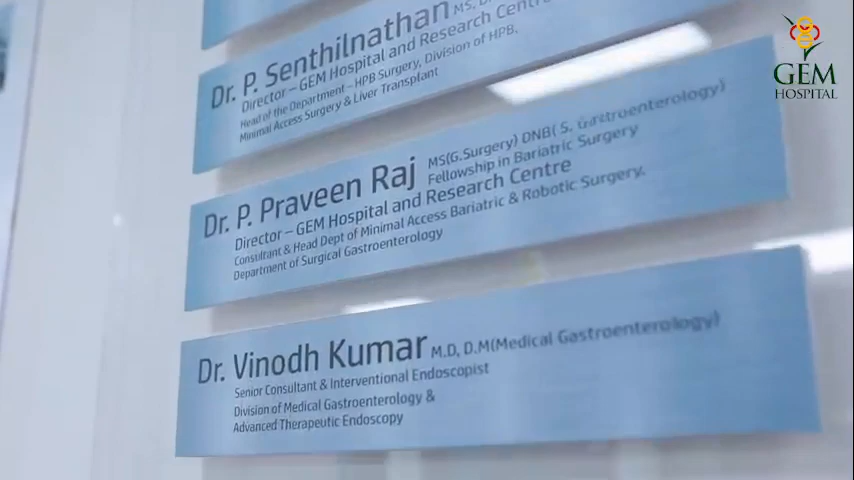 Dr. P. Senthilnathan MS,
Director – GEM Hospital and Research Centre
Head of the Department – HPB Surgery, Division of HPB,
Minimal Access Surgery & Liver Transplant
Dr. P. Praveen Raj MS(G.Surgery) DNB( S. Gastroenterology)
Fellowship in Bariatric Surgery
Director – GEM Hospital and Research Centre
Consultant & Head Dept of Minimal Access Bariatric & Robotic Surgery.
Department of Surgical Gastroenterology
Dr. Vinodh Kumar M.D, D.M(Medical Gastroenterology)
Senior Consultant & Interventional Endoscopist
Division of Medical Gastroenterology &
Advanced Therapeutic Endoscopy
GEM
HOSPITAL